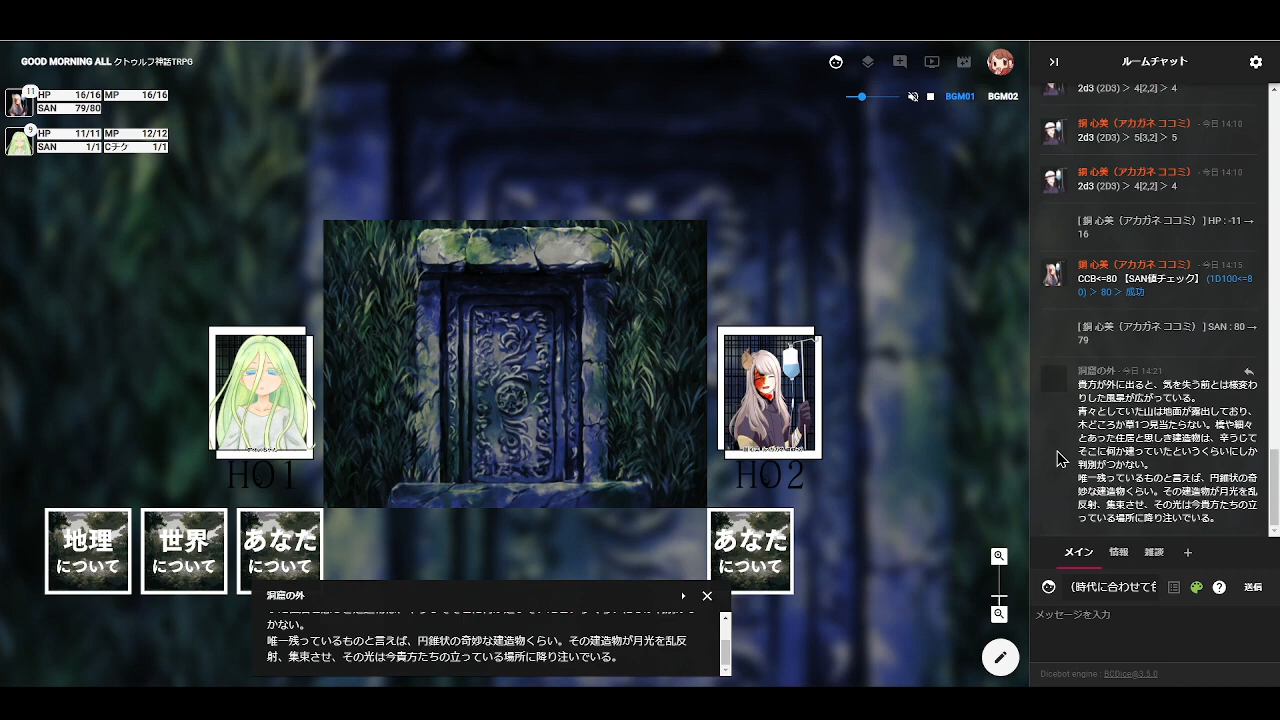 GOOD MORNING ALL クトゥルフ神話TRPG
11
HP 16/16 MP 16/16
SAN 79/80
9
HP 11/11 MP 12/12
SAN 1/1 Cチケ 1/1
BGM01 BGM02
HO1
HO2
地理
について
世界
について
あなた
について
あなた
について
洞窟の外
かない。
唯一残っているものと言えば、円錐状の奇妙な建造物くらい。その建造物が月光を乱反
射、集束させ、その光は今貴方たちの立っている場所に降り注いでいる。
ルームチャット
2d3 (2D3) ＞ 4[2,2] ＞ 4
銅 心美（アカガネ ココミ） - 今日 14:10
2d3 (2D3) ＞ 5[3,2] ＞ 5
銅 心美（アカガネ ココミ） - 今日 14:10
2d3 (2D3) ＞ 4[2,2] ＞ 4
[ 銅 心美（アカガネ ココミ） ] HP : -11 →
16
銅 心美（アカガネ ココミ） - 今日 14:15
CCB<=80 【SAN値チェック】 (1D100<=8
0) ＞ 80 ＞ 成功
[ 銅 心美（アカガネ ココミ） ] SAN : 80 →
79
洞窟の外 - 今日 14:21
貴方が外に出ると、気を失う前とは様変わ
りした風景が広がっている。
青々としていた山は地面が露出しており、
木どころか草1つ見当たらない。橋や細々
とあった住居と思しき建造物は、辛うじて
そこに何か建っていたというくらいにしか
判別がつかない。
唯一残っているものと言えば、円錐状の奇
妙な建造物くらい。その建造物が月光を乱
反射、集束させ、その光は今貴方たちの立
っている場所に降り注いでいる。
メイン 情報 雑談 +
（時代に合わせて
送信
メッセージを入力
Dicebot engine : BCDice@3.5.0